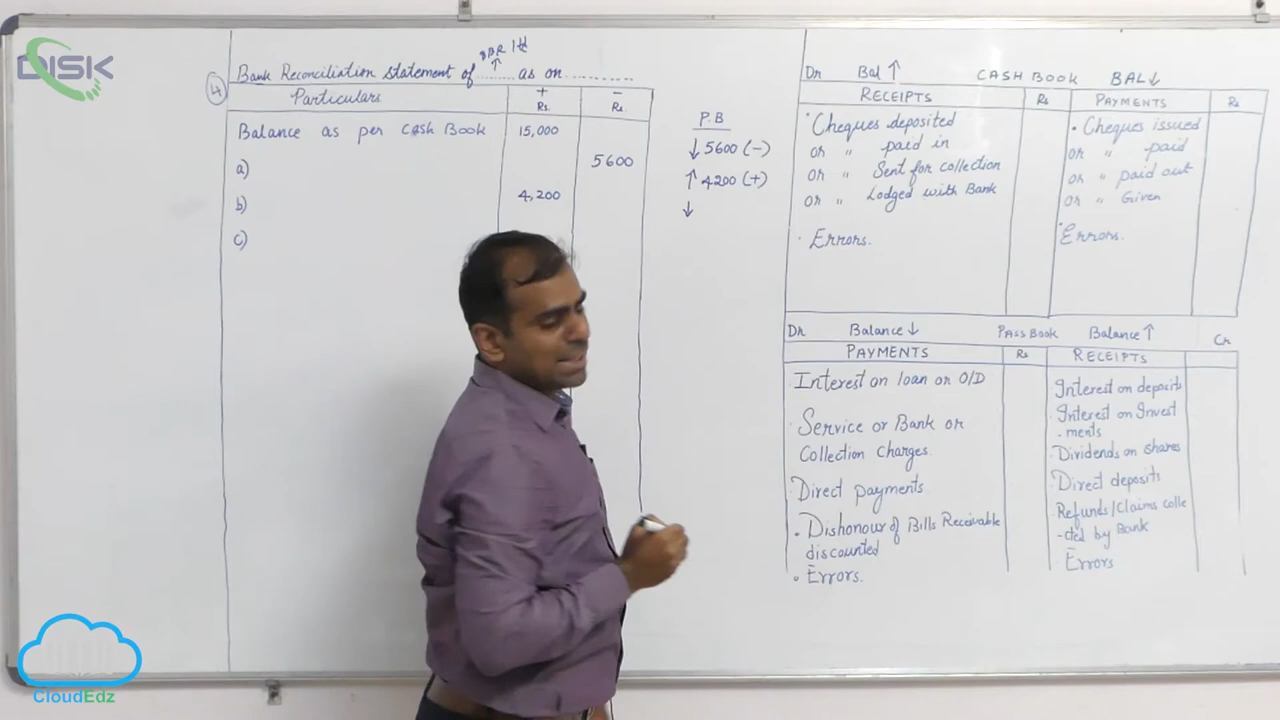 DISK
BBR ltd
Bank Reconciliation statement of ........ as on ............
4
Particulars + Rs. - Rs.
Balance as per Cash Book 15,000
a) 5600
b) 4,200
c)
P.B
↓ 5600 (-)
↑ 4200 (+)
↓
Dr Bal ↑ CASH BOOK BAL ↓
RECEIPTS Rs PAYMENTS Rs
· Cheques deposited
or " paid in
or " Sent for collection
or " Lodged with Bank
· Errors.
· Cheques issued
or " paid
or " paid out
or " Given
· Errors.
Dr Balance ↓ PASS BOOK Balance ↑ Cr
PAYMENTS Rs RECEIPTS
Interest on loan or O/D
· Service or Bank or
Collection Charges.
Direct payments
· Dishonour of Bills Receivable
discounted
· Errors.
Interest on deposits
· Interest on Invest
-ments
· Dividends on shares
· Direct deposits
· Refunds/Claims colle
-cted by Bank
· Errors
CloudEdz